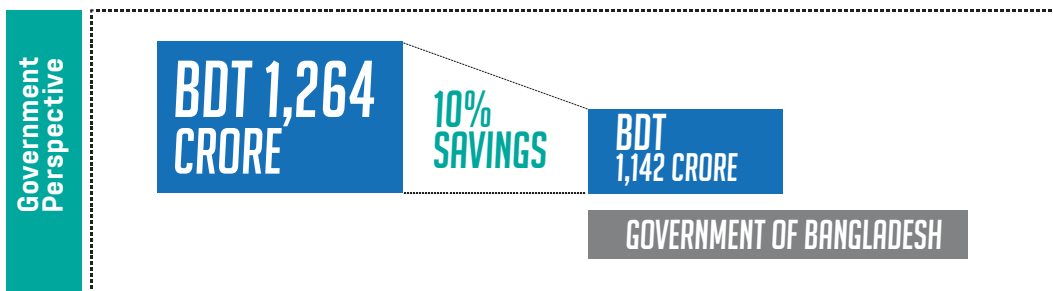 Government
Perspective
BDT 1,264
CRORE
10%
SAVINGS
BDT
1,142 CRORE
GOVERNMENT OF BANGLADESH